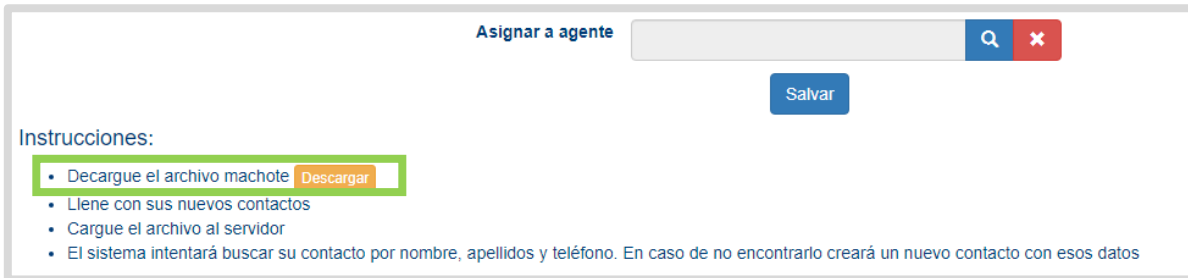 Asignar a agente
Salvar
Instrucciones:
Decargue el archivo machote Descargar
Llene con sus nuevos contactos
Cargue el archivo al servidor
El sistema intentará buscar su contacto por nombre, apellidos y teléfono. En caso de no encontrarlo creará un nuevo contacto con esos datos